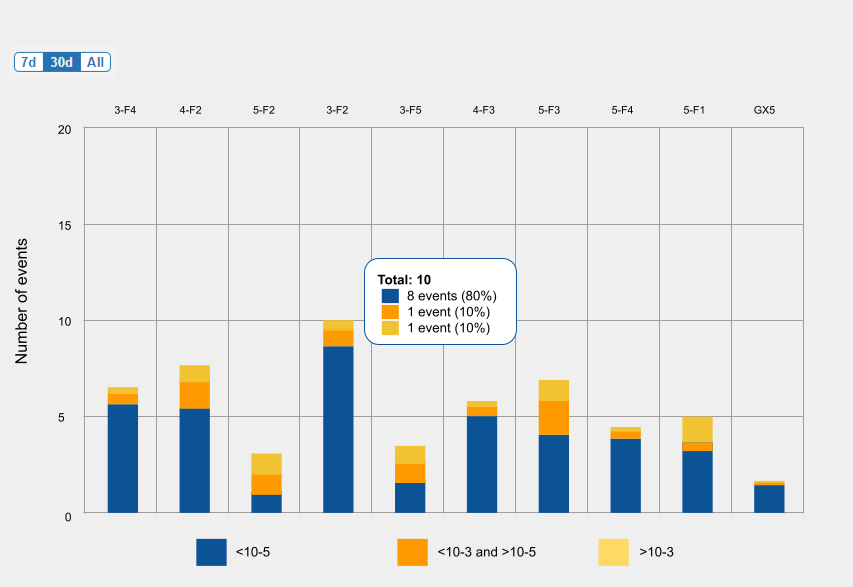 7d 30d All
3-F4 4-F2 5-F2 3-F2 3-F5 4-F3 5-F3 5-F4 5-F1 GX5
20
15
10
5
0
Number of events
Total: 10
8 events (80%)
1 event (10%)
1 event (10%)
<10-5 <10-3 and >10-5 >10-3